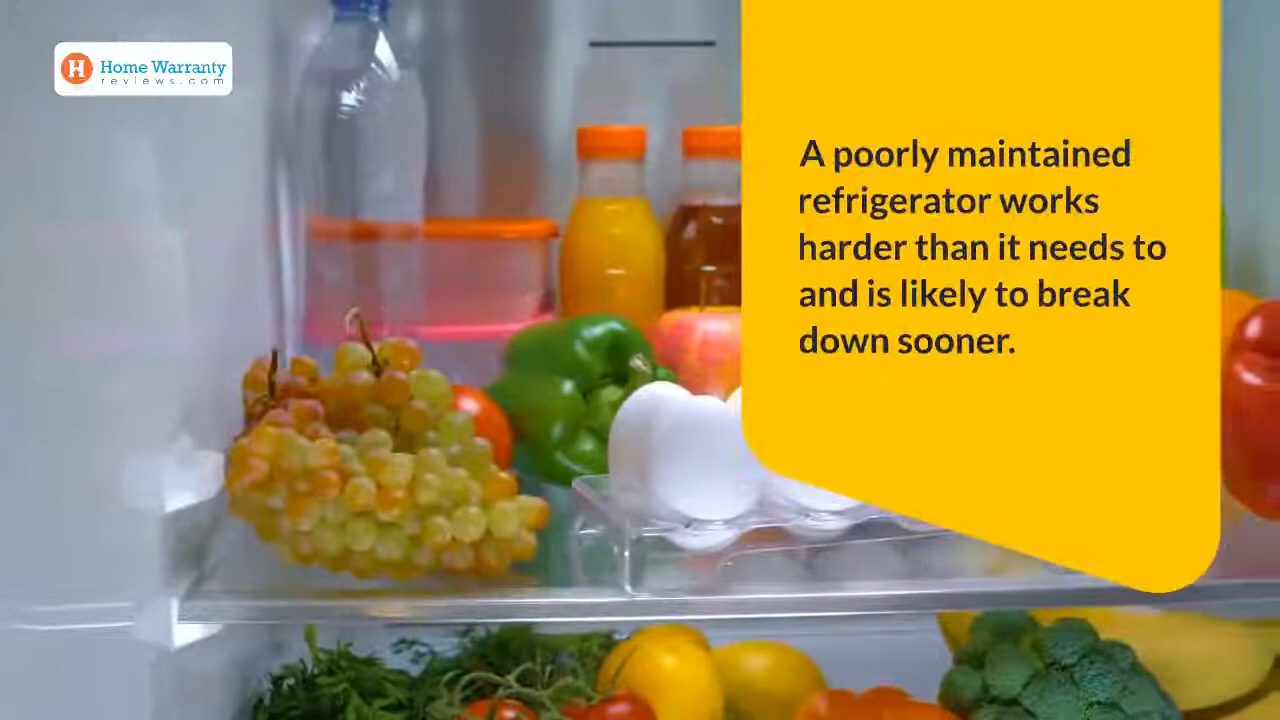 H Home Warranty
reviews.com
A poorly maintained
refrigerator works
harder than it needs to
and is likely to break
down sooner.